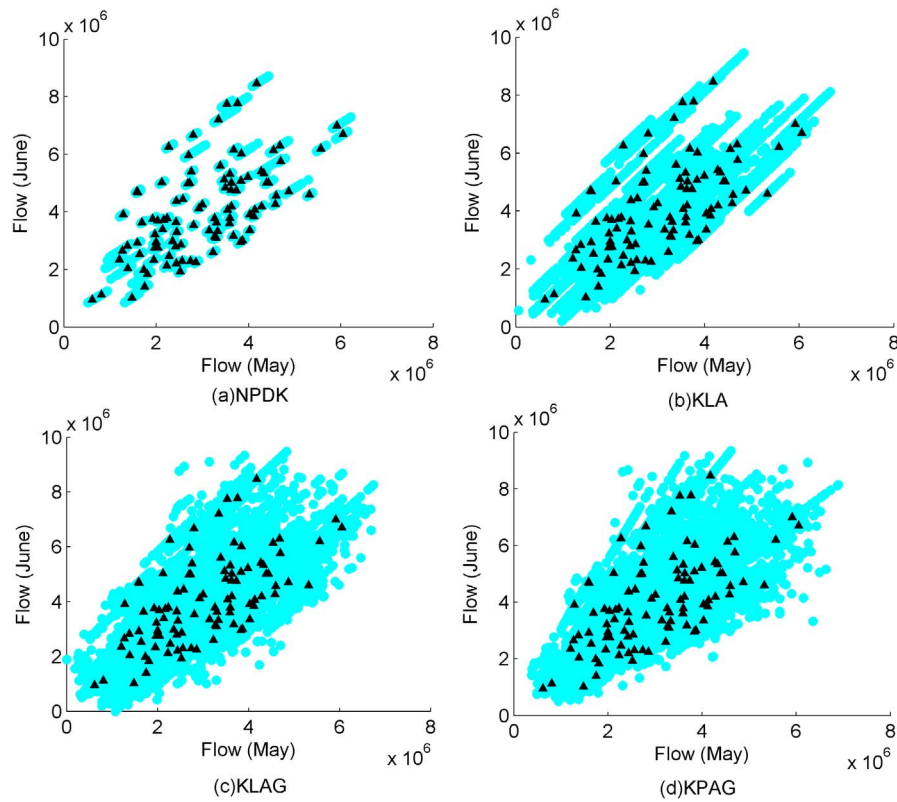 x 10^6
10
8
6
4
2
0
Flow (June)
0 2 4 6 8
Flow (May)
x 10^6
(a)NPDK
x 10^6
10
8
6
4
2
0
Flow (June)
0 2 4 6 8
Flow (May)
x 10^6
(b)KLA
x 10^6
10
8
6
4
2
0
Flow (June)
0 2 4 6 8
Flow (May)
x 10^6
(c)KLAG
x 10^6
10
8
6
4
2
0
Flow (June)
0 2 4 6 8
Flow (May)
x 10^6
(d)KPAG